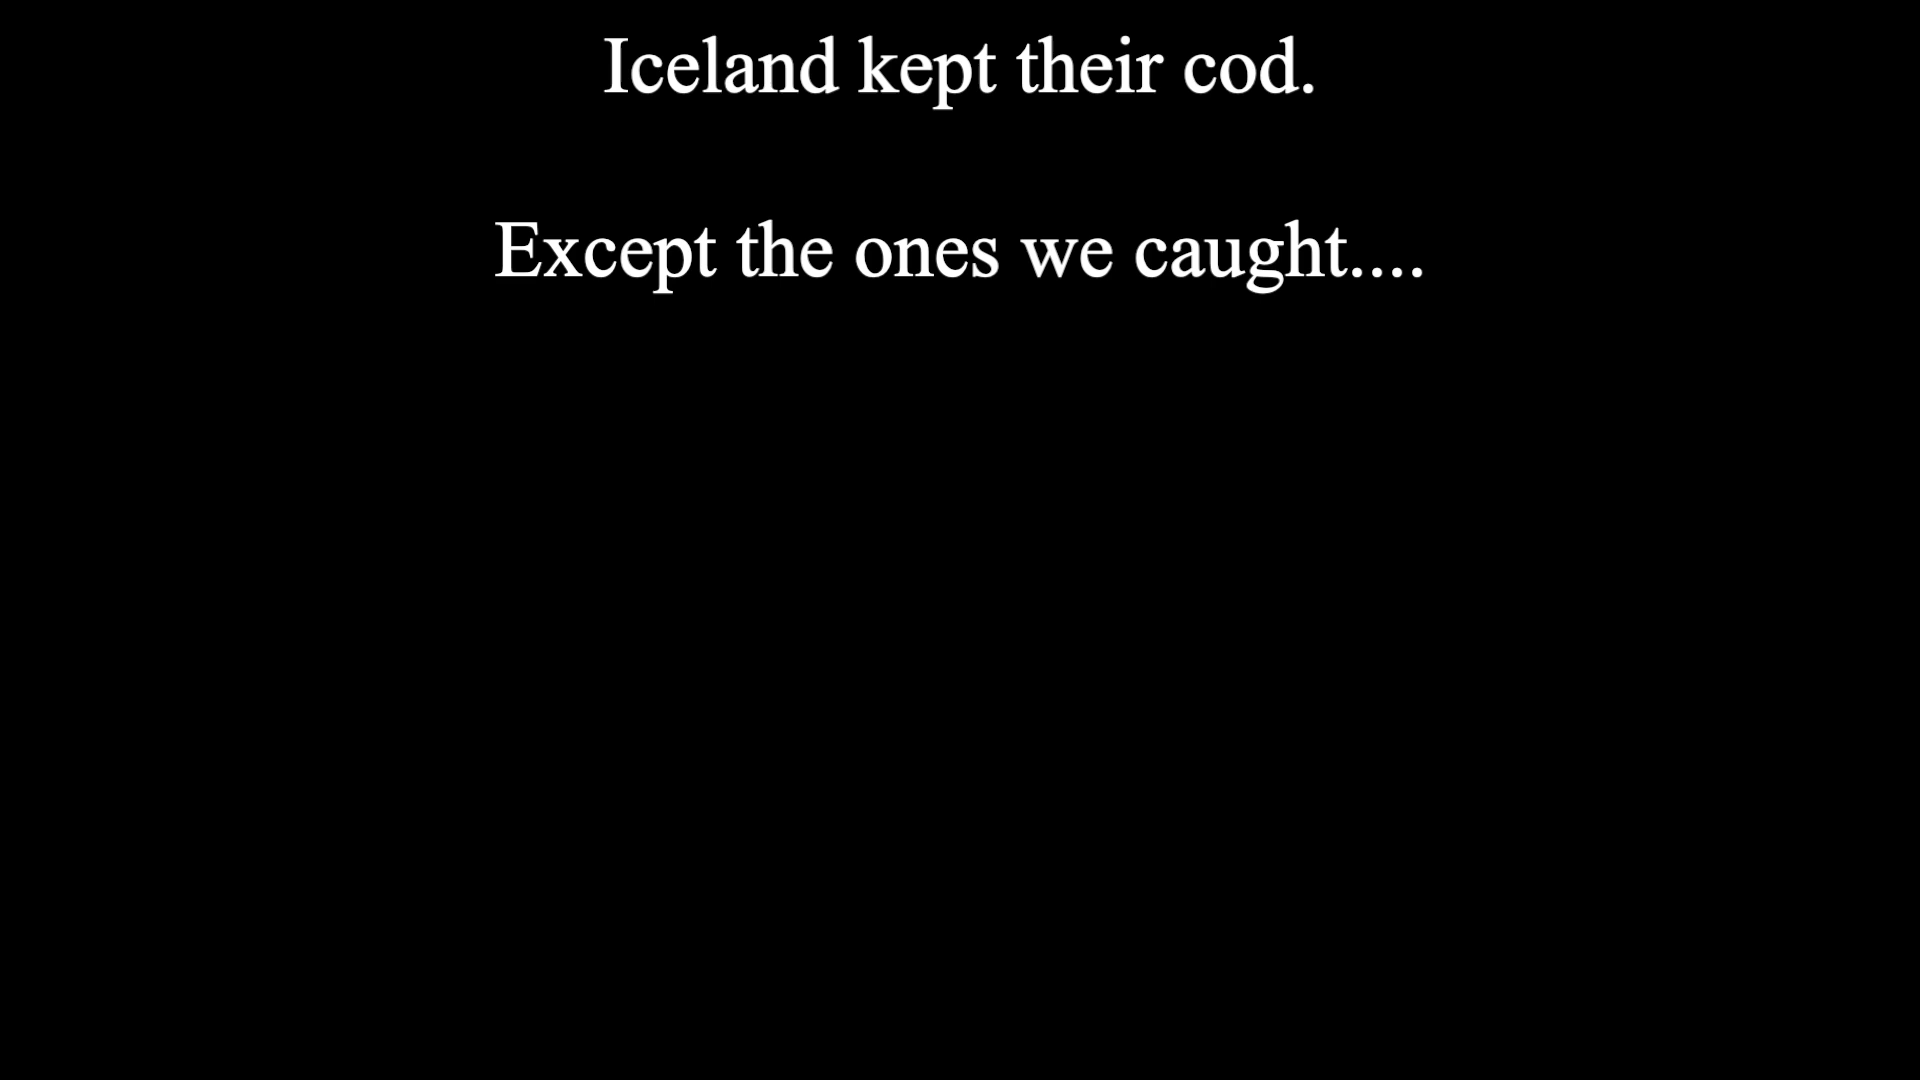 Iceland kept their cod.
Except the ones we caught....